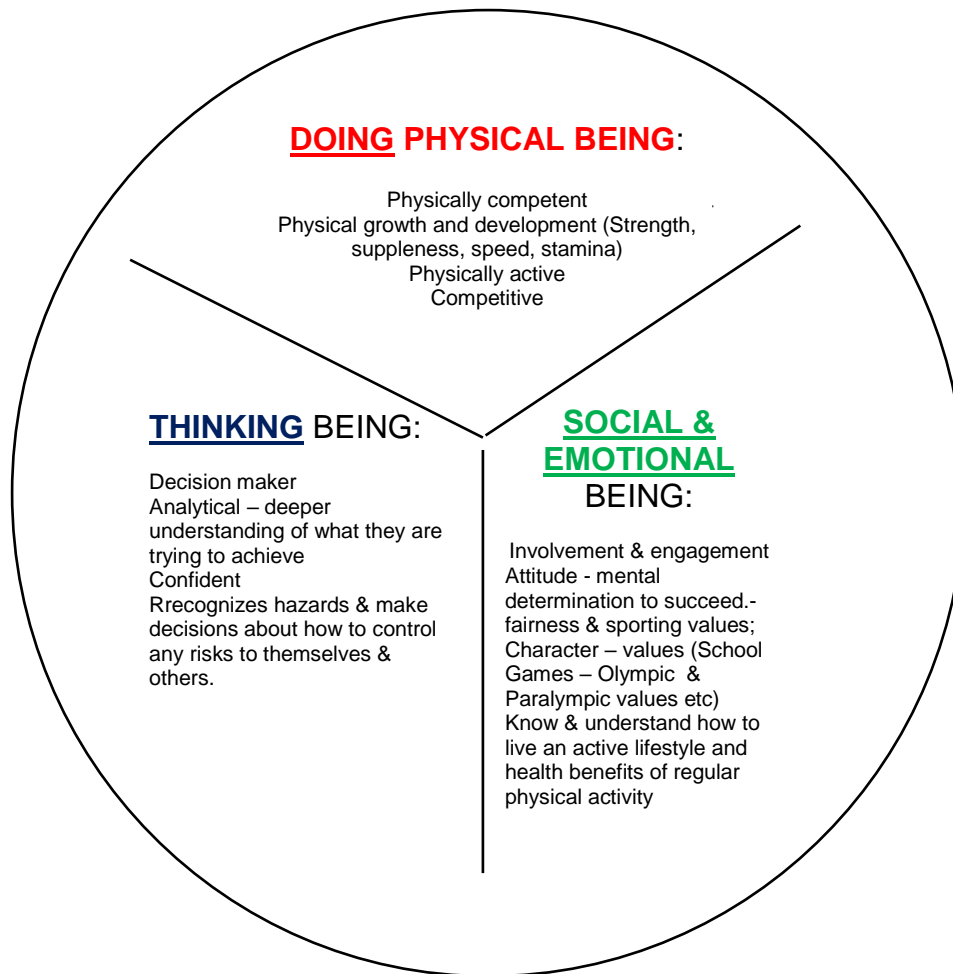 DOING PHYSICAL BEING:
Physically competent
Physical growth and development (Strength,
suppleness, speed, stamina)
Physically active
Competitive
THINKING BEING:
Decision maker
Analytical – deeper
understanding of what they are
trying to achieve
Confident
Rrecognizes hazards & make
decisions about how to control
any risks to themselves &
others.
SOCIAL &
EMOTIONAL
BEING:
Involvement & engagement
Attitude - mental
determination to succeed.-
fairness & sporting values;
Character – values (School
Games – Olympic  &
Paralympic values etc)
Know & understand how to
live an active lifestyle and
health benefits of regular
physical activity